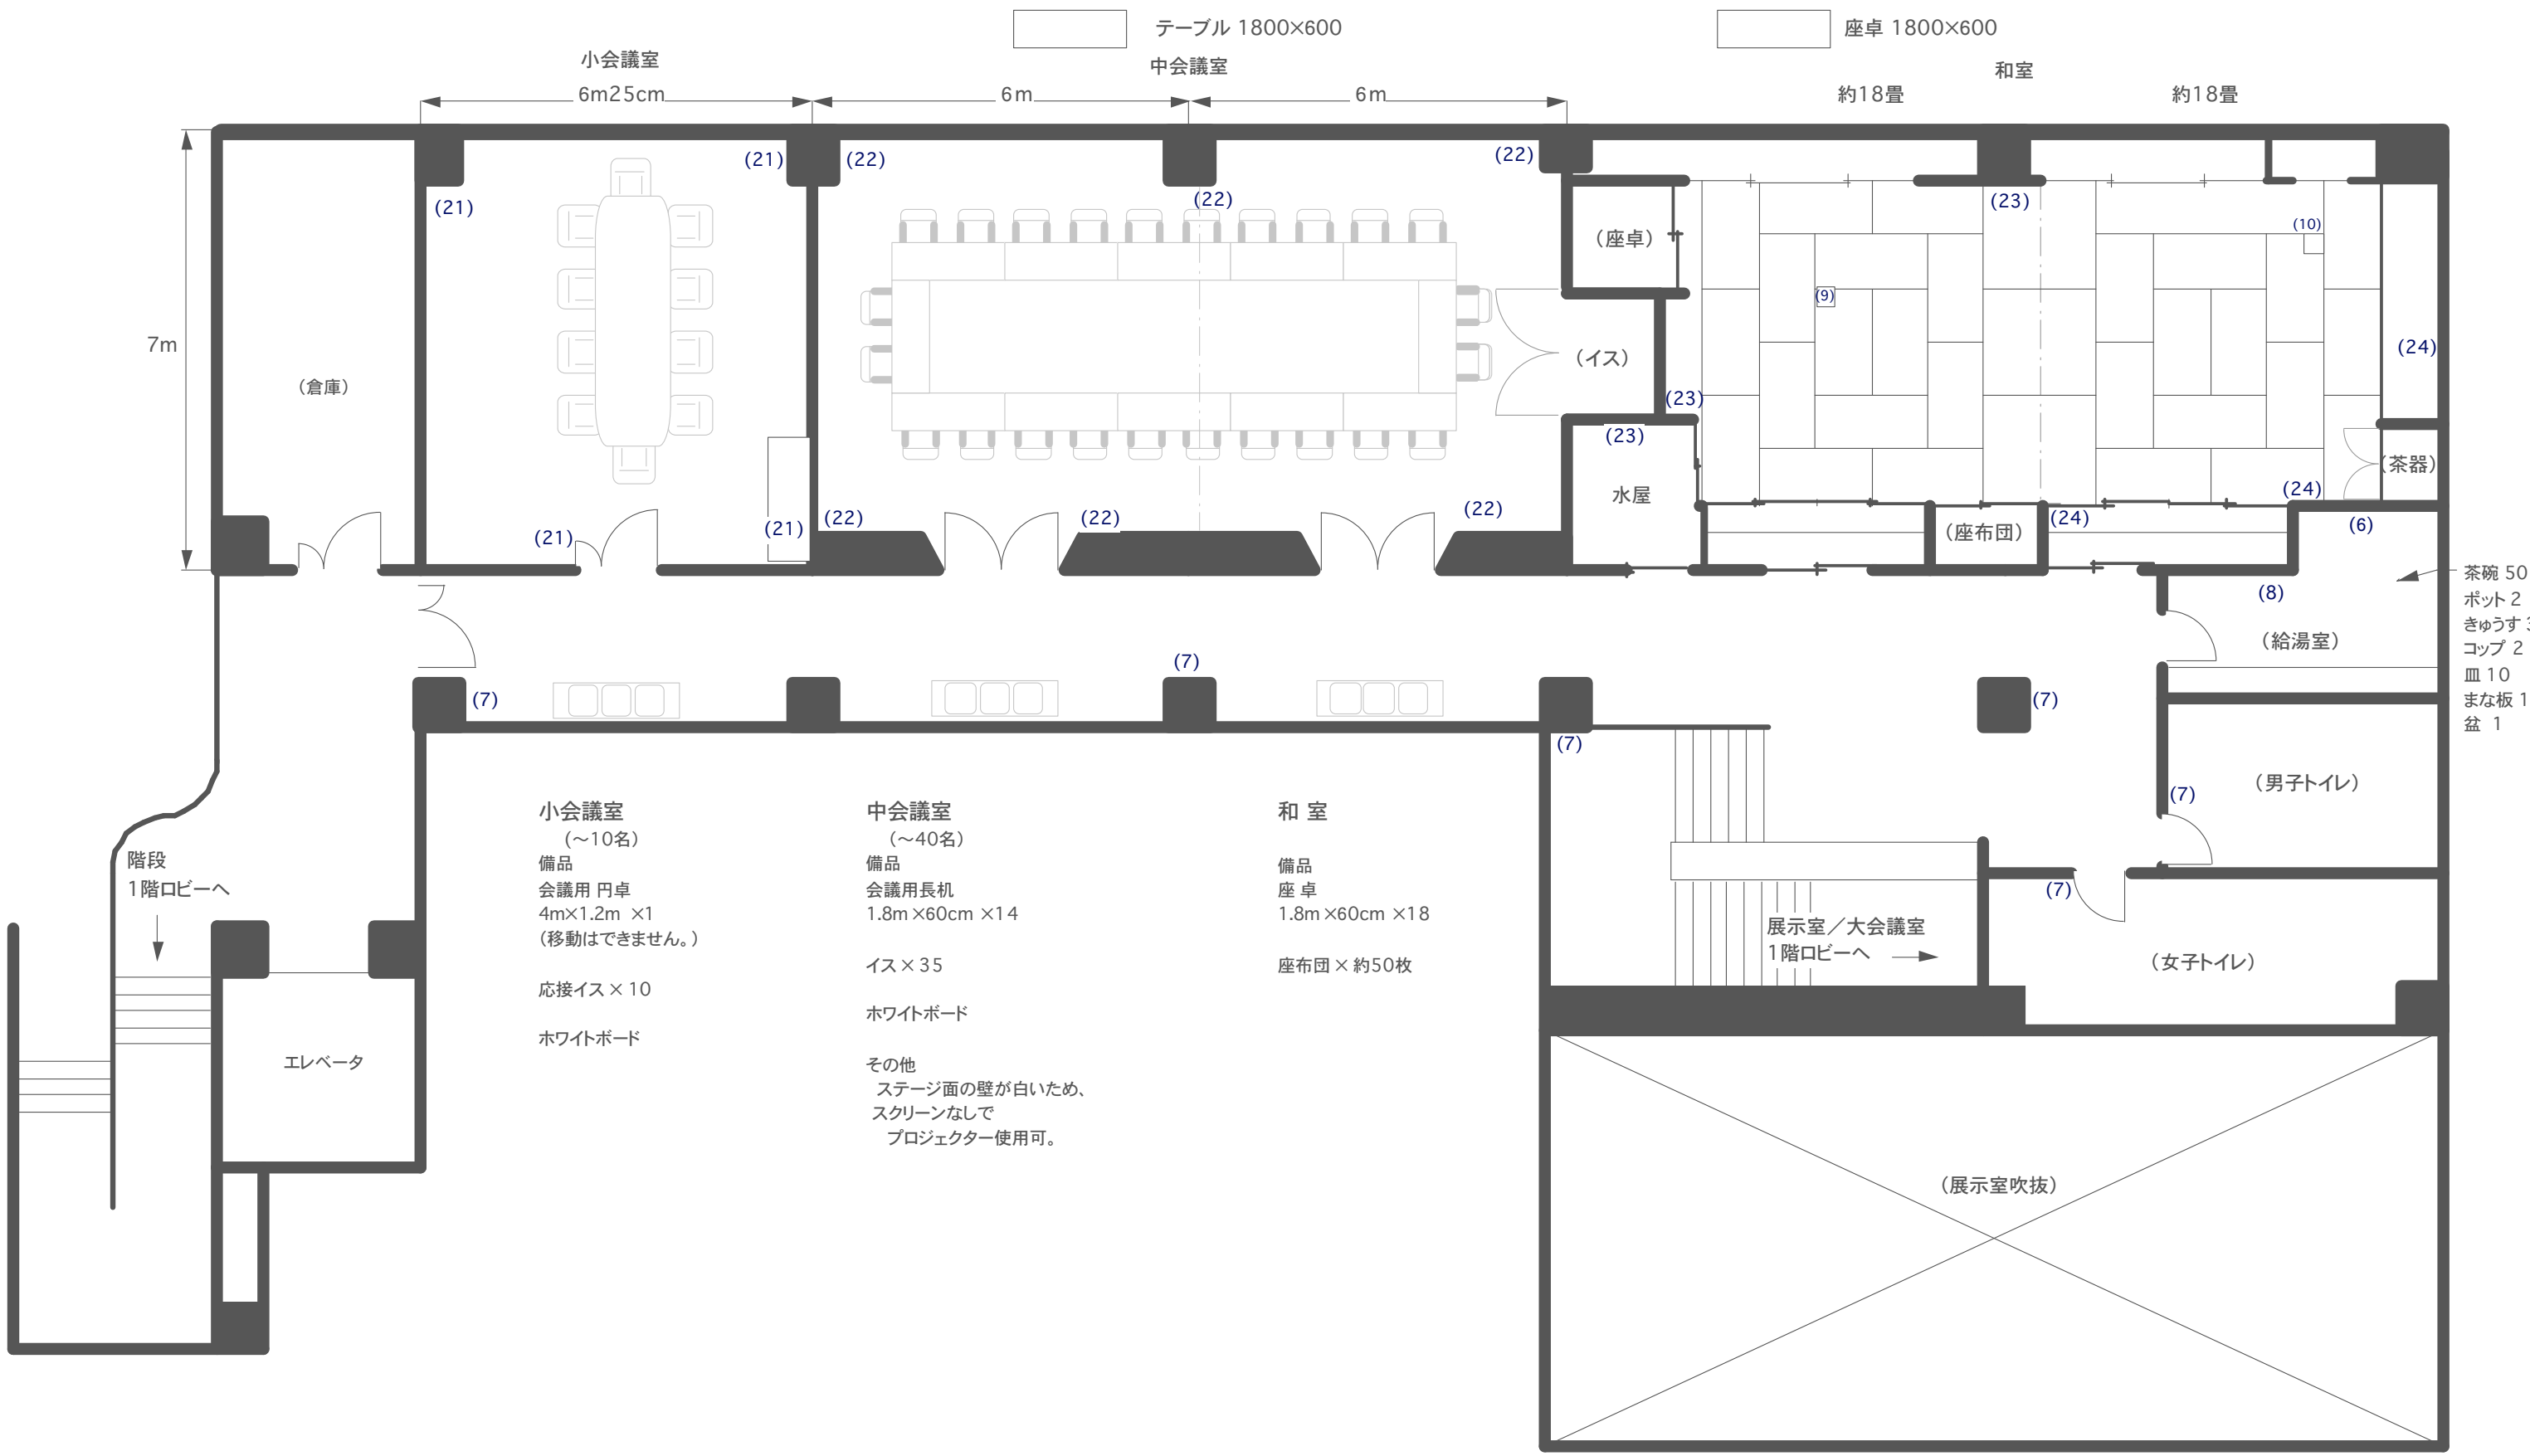 テーブル 1800×600
座卓 1800×600
小会議室
中会議室
和室
6m25cm
6m
6m
約18畳
約18畳
(21)
(22)
(22)
(21)
(22)
(23)
(10)
（座卓）
(9)
7m
（倉庫）
（イス）
(24)
(23)
(23)
（茶器）
水屋
(24)
(21)
(21)
(22)
(22)
(22)
（座布団）
(24)
(6)
(8)
（給湯室）
茶碗 50
ポット 2
きゅうす 3
コップ 2
皿 10
まな板 1
盆 1
(7)
(7)
(7)
(7)
（男子トイレ）
(7)
(7)
（女子トイレ）
階段
1階ロビーへ
エレベータ
小会議室
（～10名）
備品
会議用 円卓
4m×1.2m ×1
（移動はできません。）
応接イス × 10
ホワイトボード
中会議室
（～40名）
備品
会議用長机
1.8m×60cm ×14
イス × 35
ホワイトボード
その他
ステージ面の壁が白いため、
スクリーンなしで
プロジェクター使用可。
和 室
備品
座 卓
1.8m×60cm ×18
座布団 × 約50枚
展示室／大会議室
1階ロビーへ
（展示室吹抜）